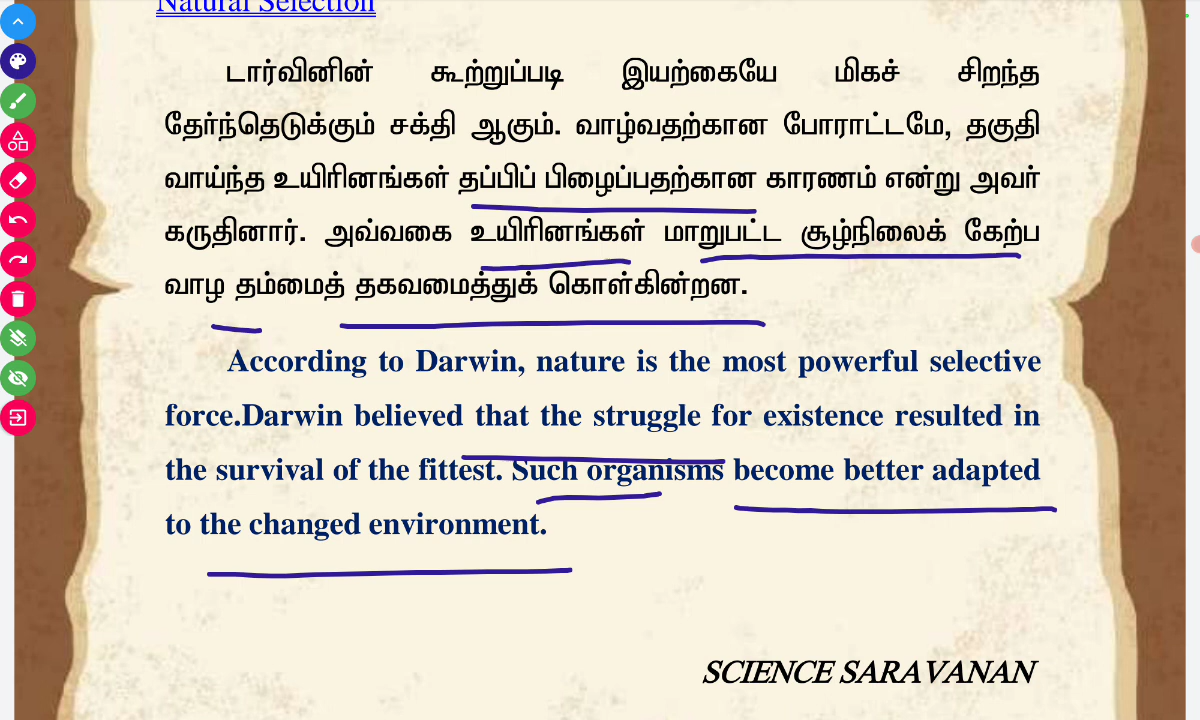 Natural Selection
டார்வினின் கூற்றுப்படி இயற்கையே மிகச் சிறந்த
தேர்ந்தெடுக்கும் சக்தி ஆகும். வாழ்வதற்கான போராட்டமே, தகுதி
வாய்ந்த உயிரினங்கள் தப்பிப் பிழைப்பதற்கான காரணம் என்று அவர்
கருதினார். அவ்வகை உயிரினங்கள் மாறுபட்ட சூழ்நிலைக் கேற்ப
வாழ தம்மைத் தகவமைத்துக் கொள்கின்றன.
According to Darwin, nature is the most powerful selective
force.Darwin believed that the struggle for existence resulted in
the survival of the fittest. Such organisms become better adapted
to the changed environment.
SCIENCE SARAVANAN